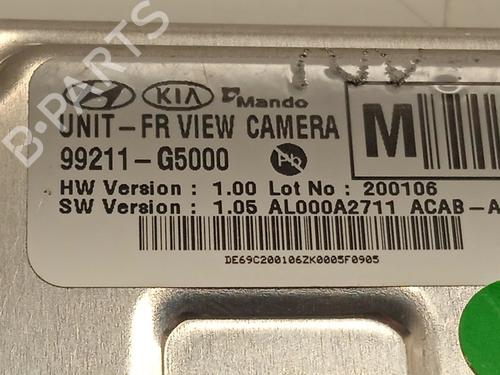 KIA Mando
UNIT-FR VIEW CAMERA
M
99211-G5000
Pb
HW Version : 1.00 Lot No : 200106
SW Version : 1.05 AL000A2711 ACAB-A
DE69C200106ZK0005F0905
B-PARTS